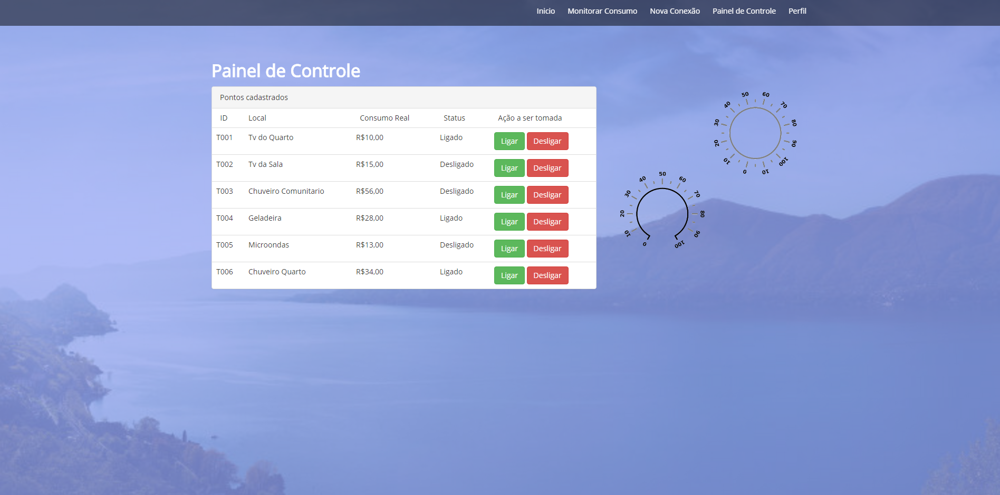 Inicio Monitorar Consumo Nova Conexão Painel de Controle Perfil
Painel de Controle
Pontos cadastrados
ID Local Consumo Real Status Ação a ser tomada
T001 Tv do Quarto R$10,00 Ligado Ligar Desligar
T002 Tv da Sala R$15,00 Desligado Ligar Desligar
T003 Chuveiro Comunitario R$56,00 Desligado Ligar Desligar
T004 Geladeira R$28,00 Ligado Ligar Desligar
T005 Microondas R$13,00 Desligado Ligar Desligar
T006 Chuveiro Quarto R$34,00 Ligado Ligar Desligar
0 10 20 30 40 50 60 70 80 90 100 10
0 10 20 30 40 50 60 70 80 90 100